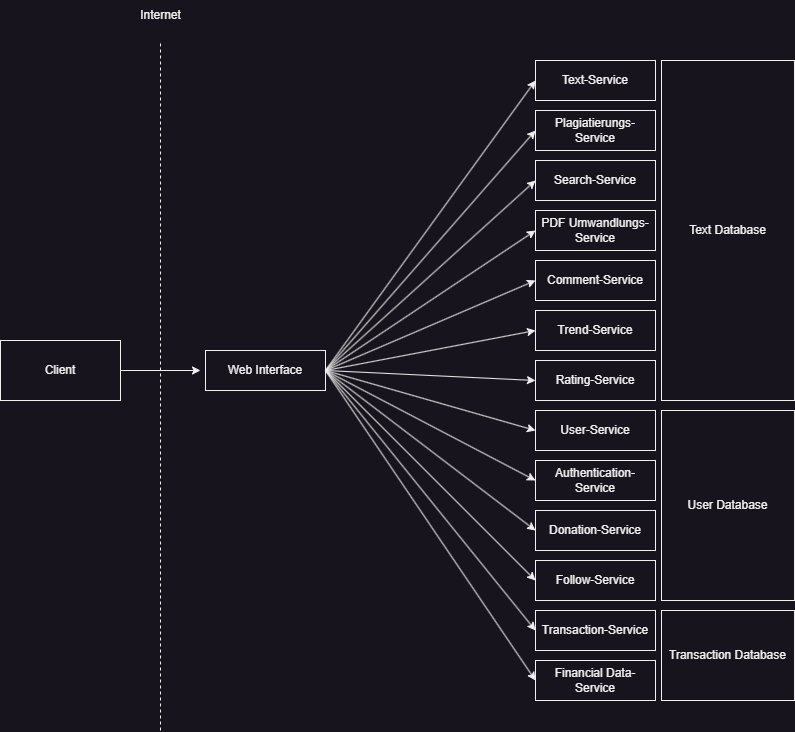 Internet
Text-Service
Plagiatierungs-
Service
Search-Service
PDF Umwandlungs-
Service
Text Database
Comment-Service
Trend-Service
Client
Web Interface
Rating-Service
User-Service
Authentication-
Service
User Database
Donation-Service
Follow-Service
Transaction-Service
Transaction Database
Financial Data-
Service